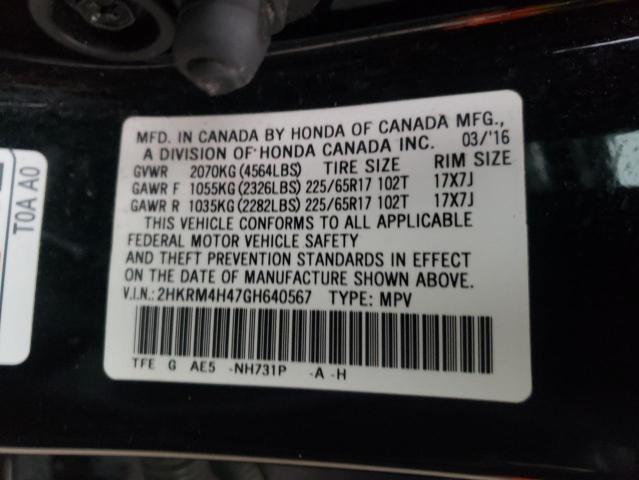 MFD. IN CANADA BY HONDA OF CANADA MFG.,
A DIVISION OF HONDA CANADA INC. 03/'16
GVWR 2070KG (4564LBS) TIRE SIZE RIM SIZE
GAWR F 1055KG (2326LBS) 225/65R17 102T 17X7J
GAWR R 1035KG (2282LBS) 225/65R17 102T 17X7J
THIS VEHICLE CONFORMS TO ALL APPLICABLE
FEDERAL MOTOR VEHICLE SAFETY
AND THEFT PREVENTION STANDARDS IN EFFECT
ON THE DATE OF MANUFACTURE SHOWN ABOVE.
V.I.N.: 2HKRM4H47GH640567 TYPE: MPV
TFE G AE5 -NH731P -A -H
T0A A0